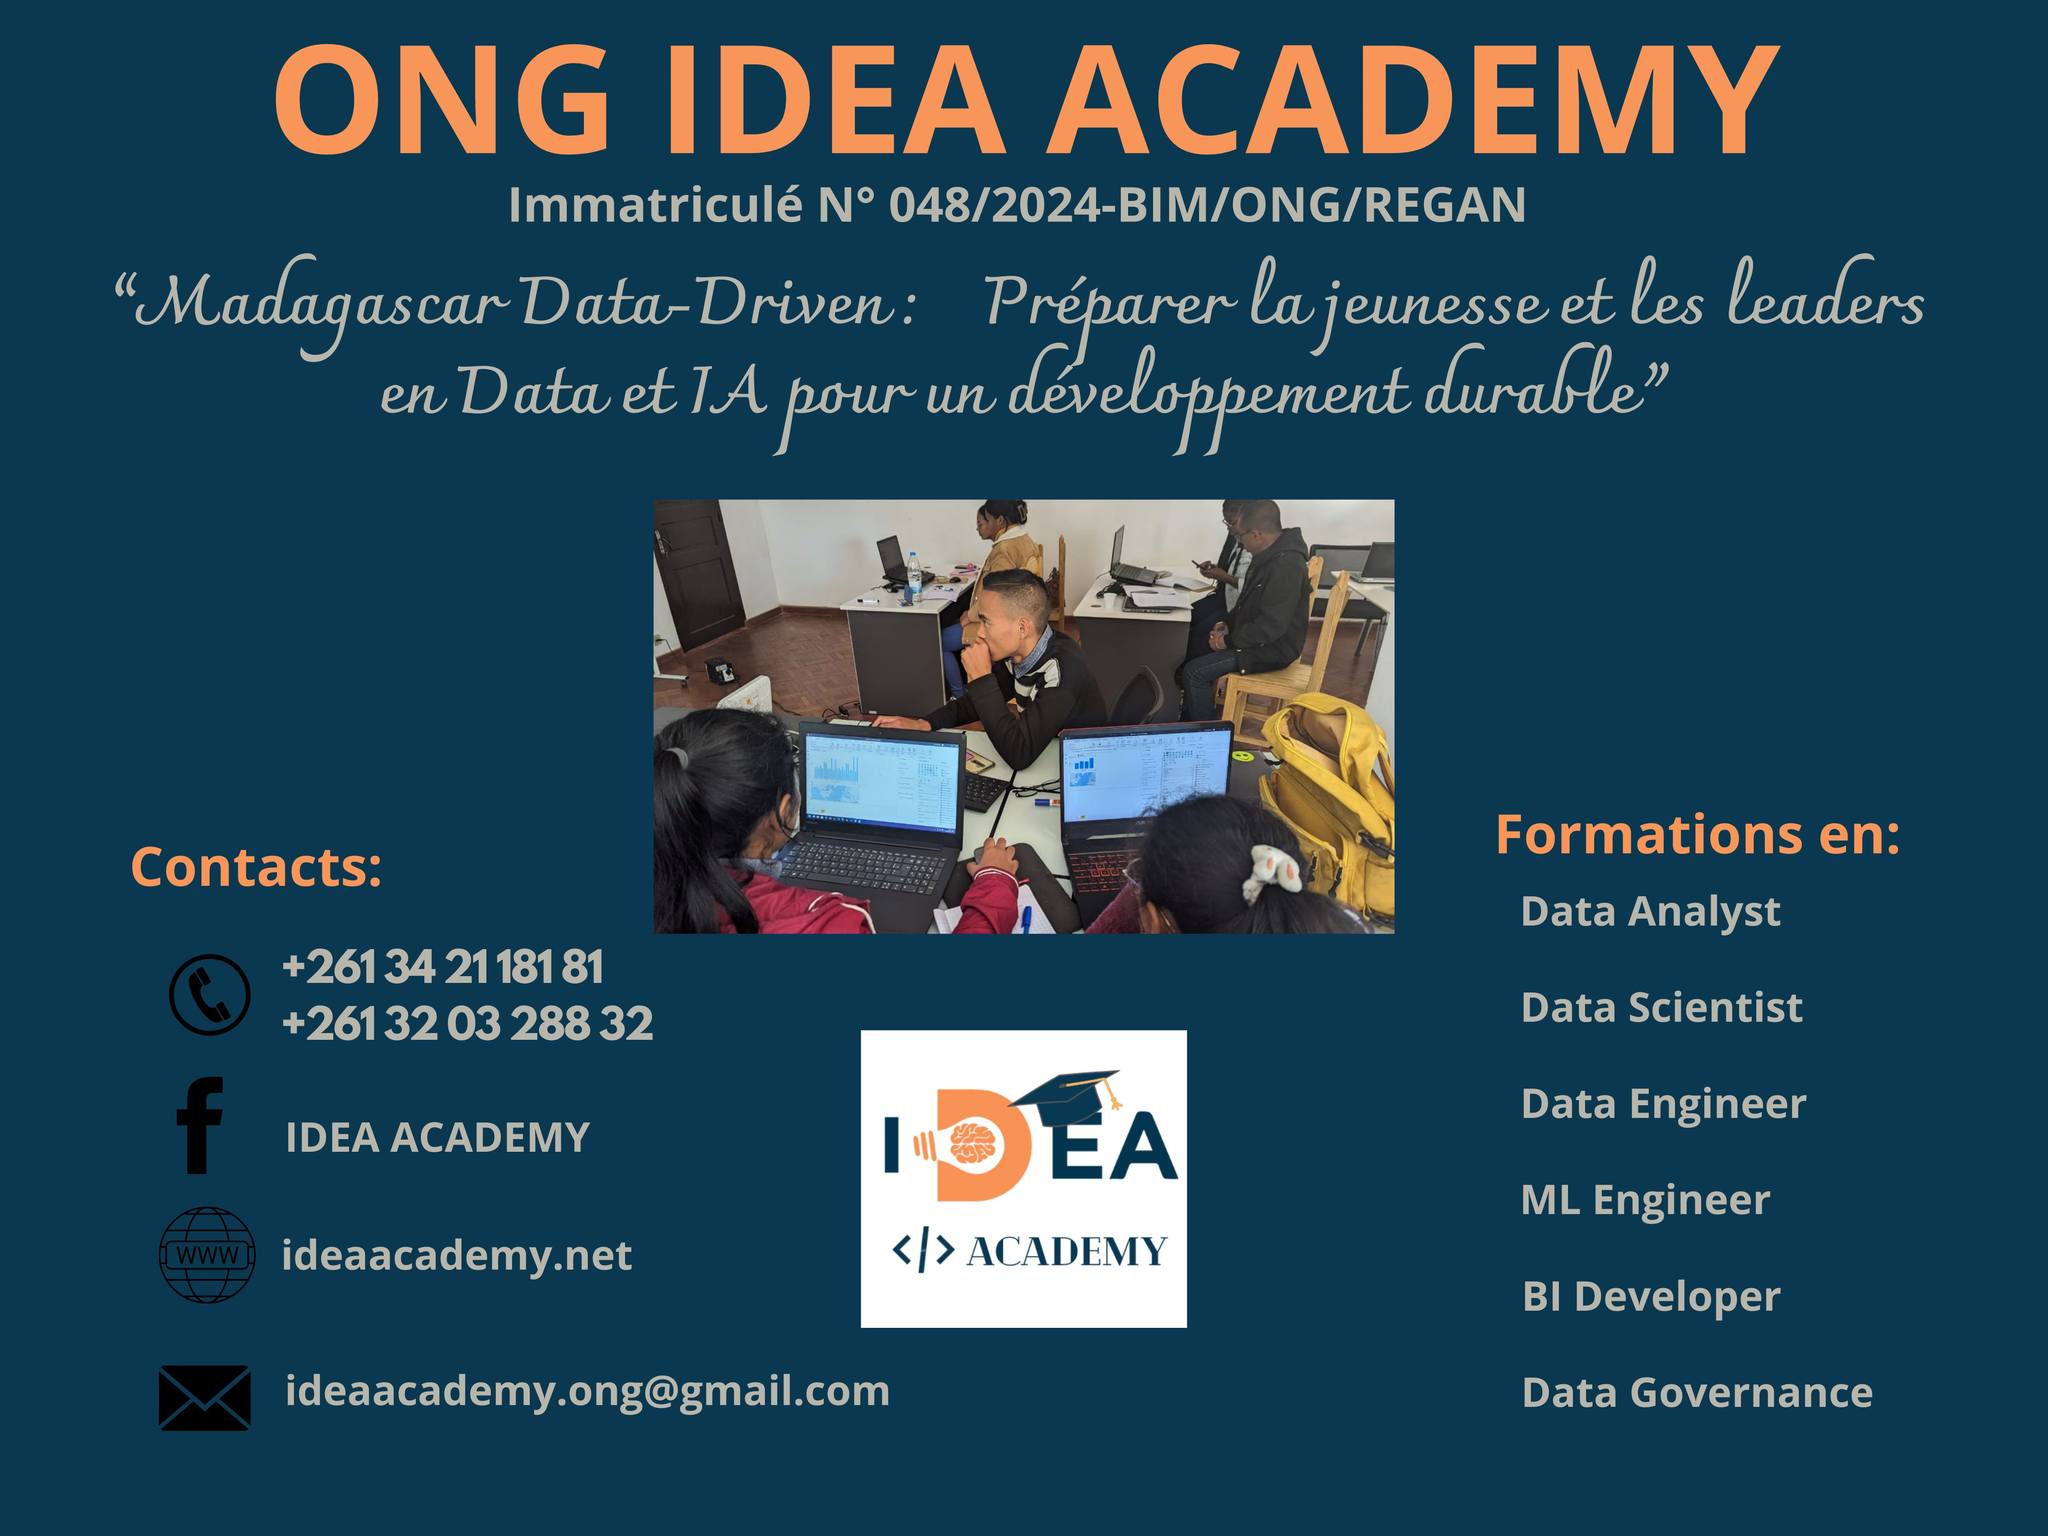 ONG IDEA ACADEMY
Immatriculé N° 048/2024-BIM/ONG/REGAN
“Madagascar Data-Driven : Préparer la jeunesse et les leaders
en Data et IA pour un développement durable”
Contacts:
+261 34 21 181 81
+261 32 03 288 32
IDEA ACADEMY
WWW
ideaacademy.net
ideaacademy.ong@gmail.com
IDEA
</> ACADEMY
Formations en:
Data Analyst
Data Scientist
Data Engineer
ML Engineer
BI Developer
Data Governance